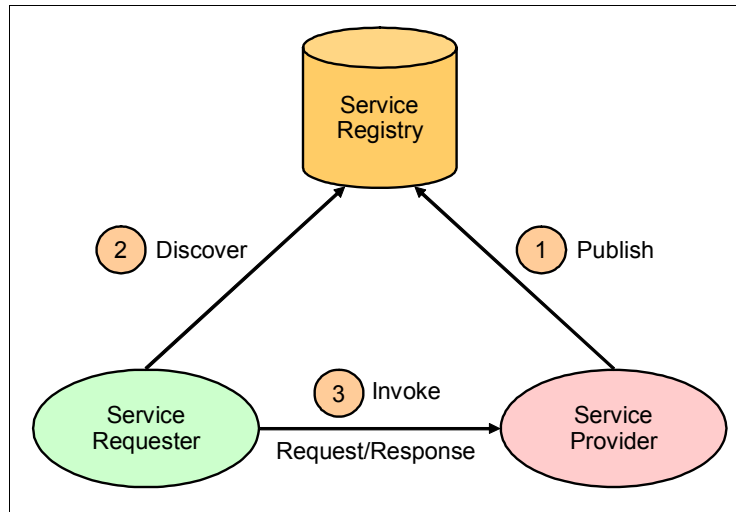 Service
Registry
2 Discover
1 Publish
3 Invoke
Service
Requester
Request/Response
Service
Provider